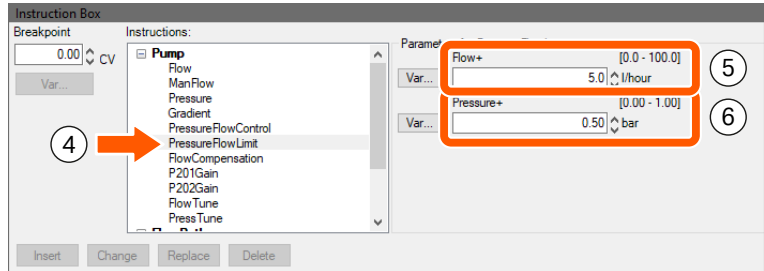 Instruction Box
Breakpoint
Instructions:
0.00 CV
Var...
Pump
Flow
ManFlow
Pressure
Gradient
PressureFlowControl
PressureFlowLimit
FlowCompensation
P201Gain
P202Gain
FlowTune
PressTune
4
Flow+ [0.0 - 100.0]
Var... 5.0 l/hour
5
Pressure+ [0.00 - 1.00]
Var... 0.50 bar
6
Insert Change Replace Delete